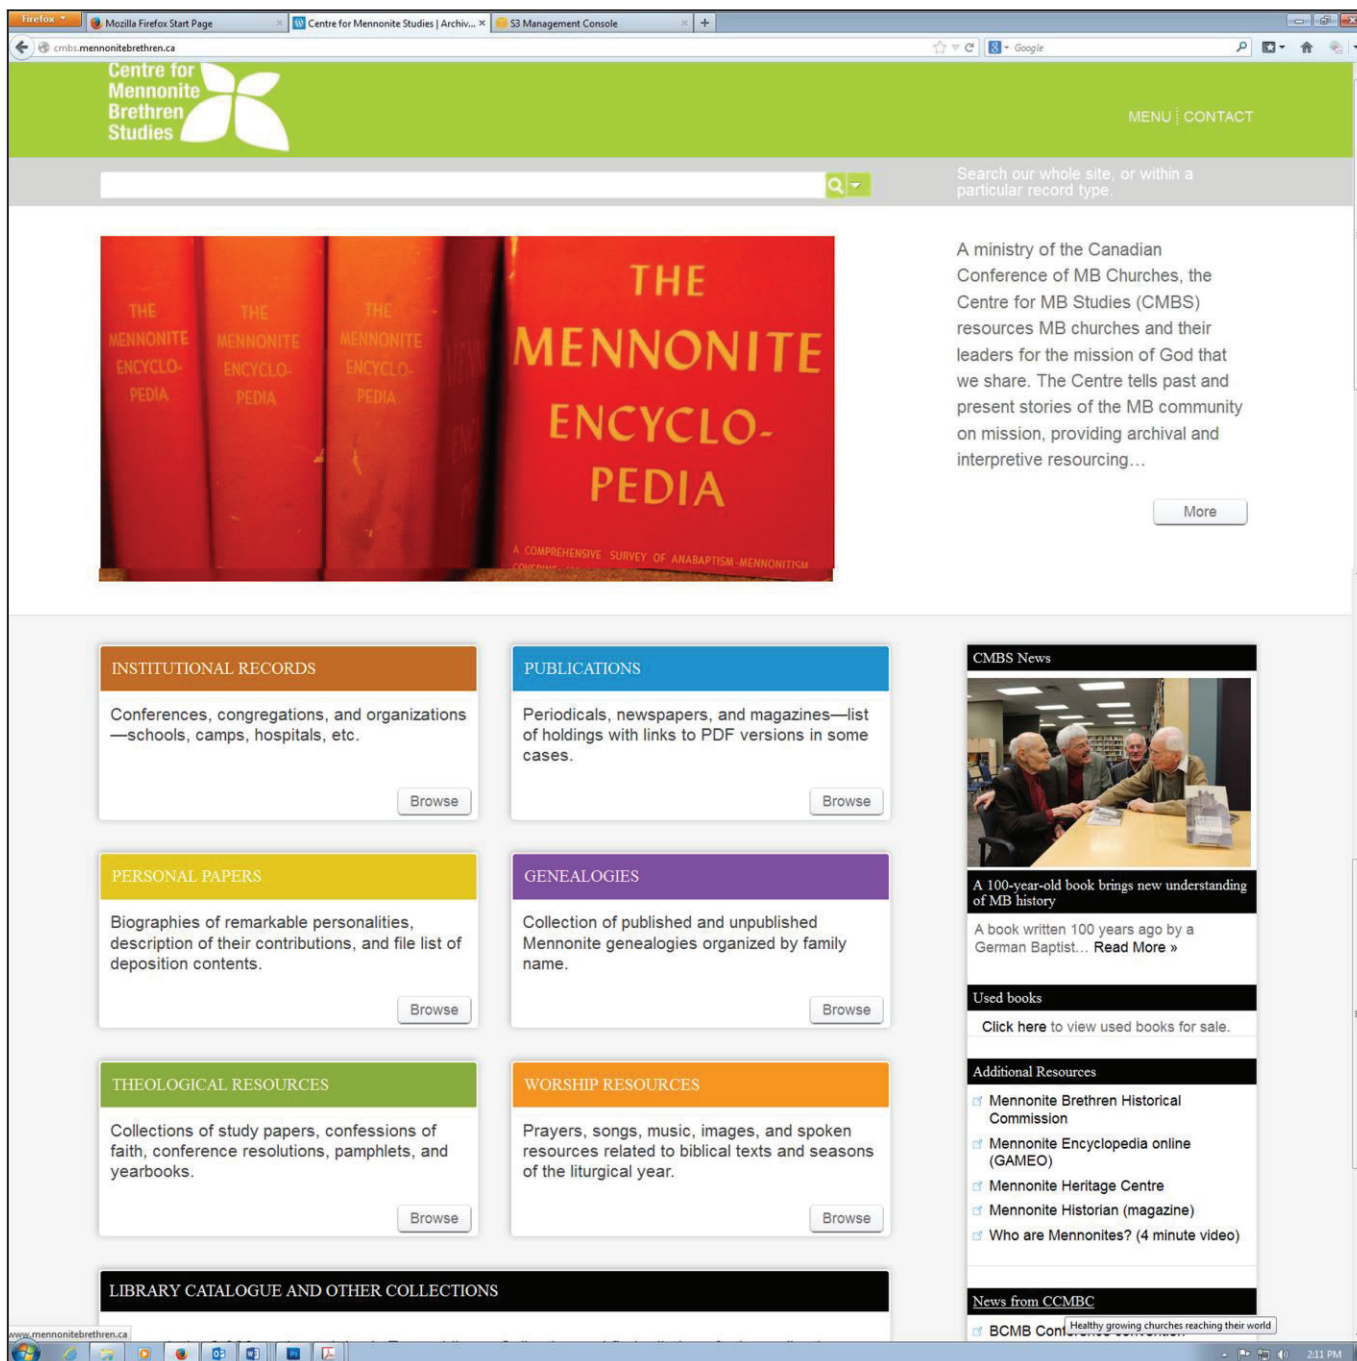 Firefox
Mozilla Firefox Start Page
Centre for Mennonite Studies | Archiv...
S3 Management Console
cmbs.mennonitebrethren.ca
Google
Centre for
Mennonite
Brethren
Studies
MENU
CONTACT
Search our whole site, or within a
particular record type.
THE
MENNONITE
ENCYCLO-
PEDIA
THE
MENNONITE
ENCYCLO-
PEDIA
THE
MENNONITE
ENCYCLO-
PEDIA
THE
MENNONITE
ENCYCLO-
PEDIA
A COMPREHENSIVE SURVEY OF ANABAPTISM-MENNONITISM
A ministry of the Canadian
Conference of MB Churches, the
Centre for MB Studies (CMBS)
resources MB churches and their
leaders for the mission of God that
we share. The Centre tells past and
present stories of the MB community
on mission, providing archival and
interpretive resourcing...
More
INSTITUTIONAL RECORDS
Conferences, congregations, and organizations
—schools, camps, hospitals, etc.
Browse
PUBLICATIONS
Periodicals, newspapers, and magazines—list
of holdings with links to PDF versions in some
cases.
Browse
PERSONAL PAPERS
Biographies of remarkable personalities,
description of their contributions, and file list of
deposition contents.
Browse
GENEALOGIES
Collection of published and unpublished
Mennonite genealogies organized by family
name.
Browse
THEOLOGICAL RESOURCES
Collections of study papers, confessions of
faith, conference resolutions, pamphlets, and
yearbooks.
Browse
WORSHIP RESOURCES
Prayers, songs, music, images, and spoken
resources related to biblical texts and seasons
of the liturgical year.
Browse
LIBRARY CATALOGUE AND OTHER COLLECTIONS
CMBS News
A 100-year-old book brings new understanding
of MB history
A book written 100 years ago by a
German Baptist... Read More »
Used books
Click here to view used books for sale.
Additional Resources
Mennonite Brethren Historical
Commission
Mennonite Encyclopedia online
(GAMEO)
Mennonite Heritage Centre
Mennonite Historian (magazine)
Who are Mennonites? (4 minute video)
News from CCMBC
Healthy growing churches reaching their world
BCMB Conference convention
www.mennonitebrethren.ca
2:11 PM